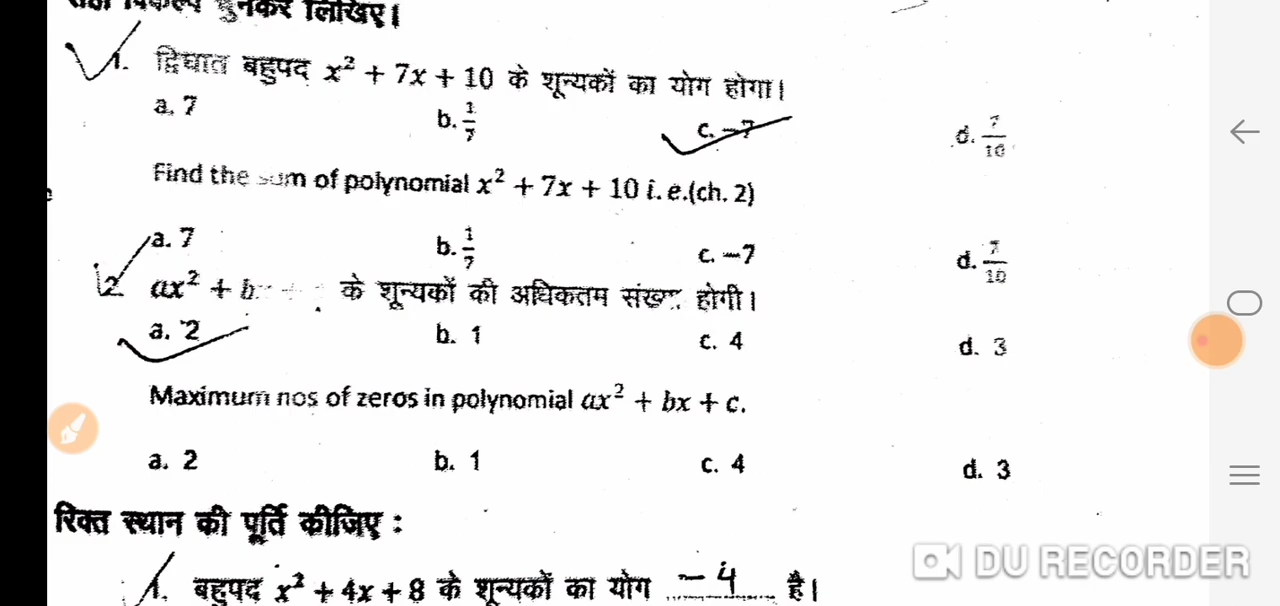 लिखिए।
1. द्विघात बहुपद x² + 7x + 10 के शून्यकों का योग होगा।
a. 7 b. 1/7 c. −7 d. 7/10
Find the sum of polynomial x² + 7x + 10 i.e.(ch. 2)
a. 7 b. 1/7 c. −7 d. 7/10
2 ax² + b के शून्यकों की अधिकतम संख्या होगी।
a. 2 b. 1 c. 4 d. 3
Maximum nos of zeros in polynomial ax² + bx + c.
a. 2 b. 1 c. 4 d. 3
रिक्त स्थान की पूर्ति कीजिए :
1. बहुपद x² + 4x + 8 के शून्यकों का योग −4 है।
DU RECORDER